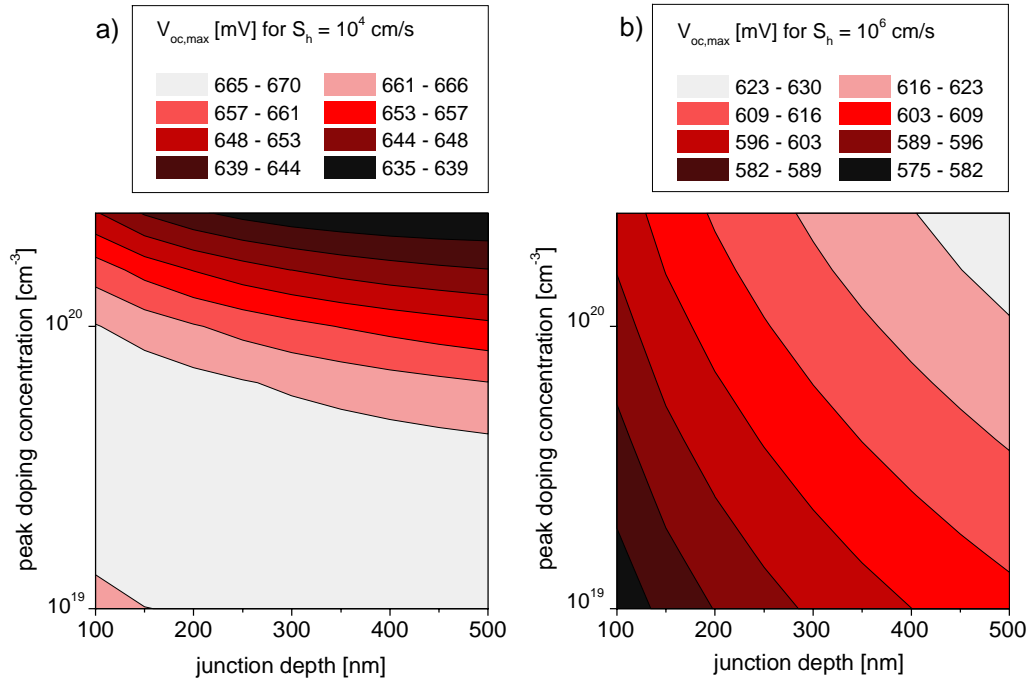 a)
V_oc,max [mV] for S_h = 10^4 cm/s
665 - 670
661 - 666
657 - 661
653 - 657
648 - 653
644 - 648
639 - 644
635 - 639
peak doping concentration [cm^-3]
10^20
10^19
100
200
300
400
500
junction depth [nm]
b)
V_oc,max [mV] for S_h = 10^6 cm/s
623 - 630
616 - 623
609 - 616
603 - 609
596 - 603
589 - 596
582 - 589
575 - 582
peak doping concentration [cm^-3]
10^20
10^19
100
200
300
400
500
junction depth [nm]